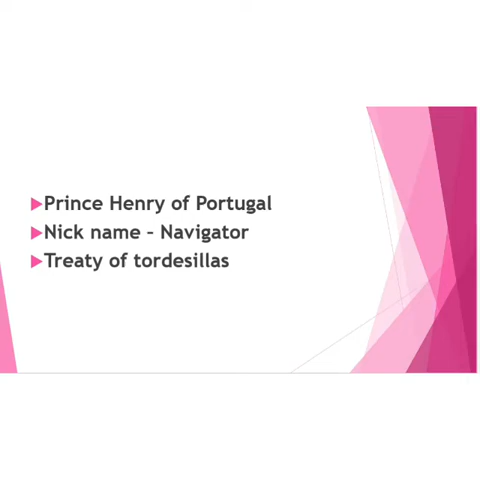 Prince Henry of Portugal
Nick name – Navigator
Treaty of tordesillas